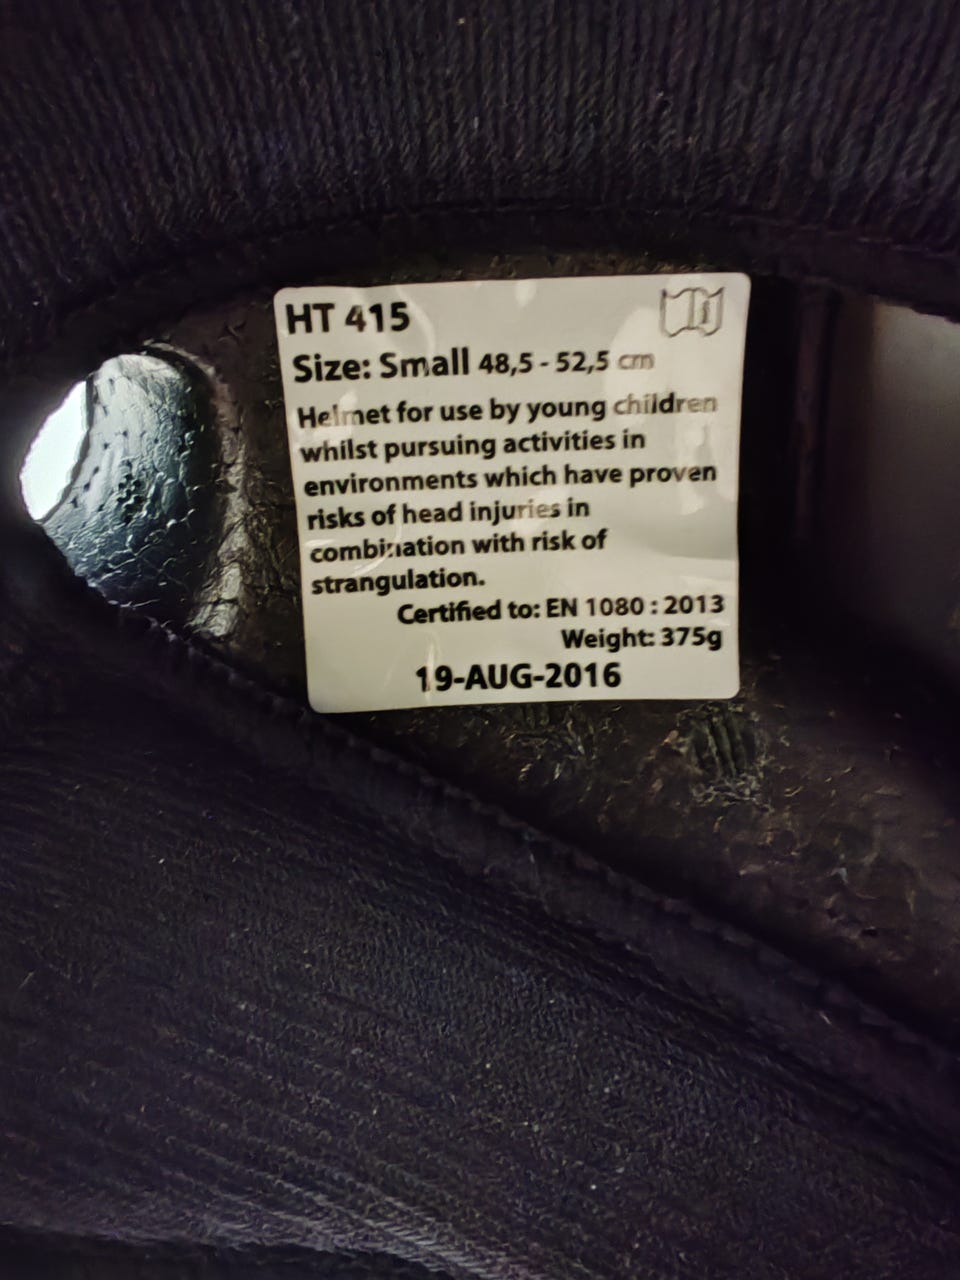 HT 415
Size: Small 48,5 - 52,5 cm
Helmet for use by young children
whilst pursuing activities in
environments which have proven
risks of head injuries in
combination with risk of
strangulation.
Certified to: EN 1080 : 2013
Weight: 375g
19-AUG-2016